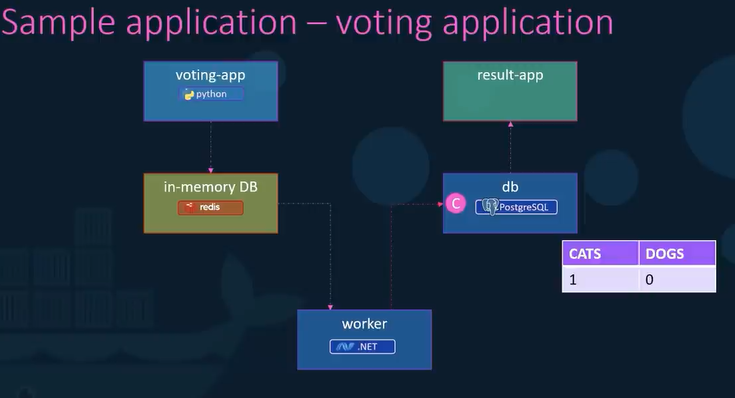 Sample application – voting application
voting-app
python
result-app
in-memory DB
redis
db
C
PostgreSQL
CATS DOGS
1 0
worker
.NET